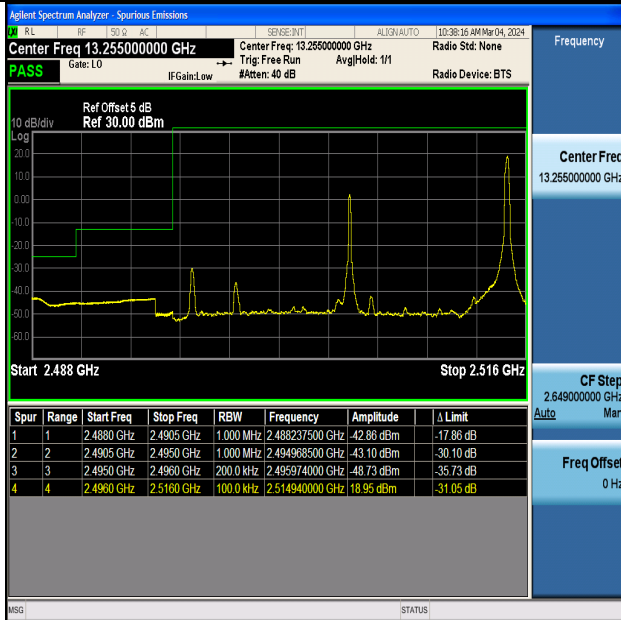 Agilent Spectrum Analyzer - Spurious Emissions
RL RF 50 Ω AC SENSE:INT ALIGN AUTO 10:38:16 AM Mar 04, 2024
Center Freq 13.255000000 GHz
Center Freq: 13.255000000 GHz
Radio Std: None
Trig: Free Run Avg|Hold: 1/1
PASS
Gate: LO
IFGain:Low
#Atten: 40 dB
Radio Device: BTS
Ref Offset 5 dB
10 dB/div
Ref 30.00 dBm
Log
20.0
10.0
0.00
-10.0
-20.0
-30.0
-40.0
-50.0
-60.0
Start 2.488 GHz
Stop 2.516 GHz
Spur Range Start Freq Stop Freq RBW Frequency Amplitude Δ Limit
1 1 2.4880 GHz 2.4905 GHz 1.000 MHz 2.488237500 GHz -42.86 dBm -17.86 dB
2 2 2.4905 GHz 2.4950 GHz 1.000 MHz 2.494968500 GHz -43.10 dBm -30.10 dB
3 3 2.4950 GHz 2.4960 GHz 200.0 kHz 2.495974000 GHz -48.73 dBm -35.73 dB
4 4 2.4960 GHz 2.5160 GHz 100.0 kHz 2.514940000 GHz 18.95 dBm -31.05 dB
MSG
STATUS
Frequency
Center Freq
13.255000000 GHz
CF Step
2.649000000 GHz
Auto Man
Freq Offset
0 Hz